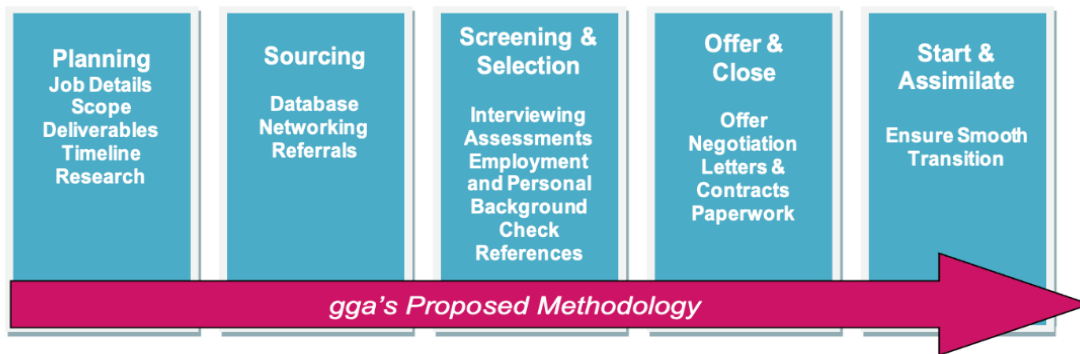 Planning
Job Details
Scope
Deliverables
Timeline
Research
Sourcing
Database
Networking
Referrals
Screening &
Selection
Interviewing
Assessments
Employment
and Personal
Background
Check
References
Offer &
Close
Offer
Negotiation
Letters &
Contracts
Paperwork
Start &
Assimilate
Ensure Smooth
Transition
gga's Proposed Methodology